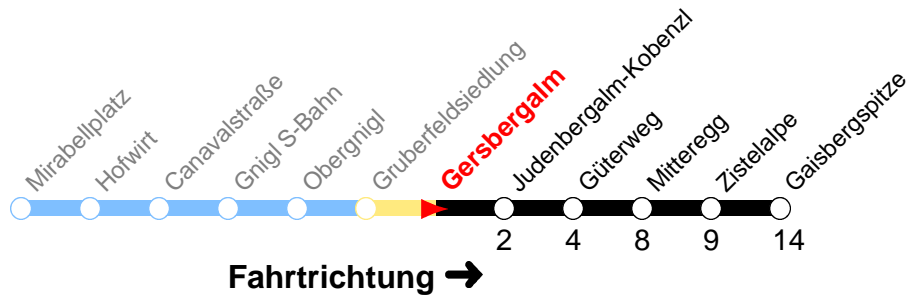 Mirabellplatz
Hofwirt
Canavalstraße
Gnigl S-Bahn
Obergnigl
Gruberfeldsiedlung
Gersbergalm
Judenbergalm-Kobenzl
Güterweg
Mitteregg
Zistelalpe
Gaisbergspitze
2 4 8 9 14
Fahrtrichtung ➔